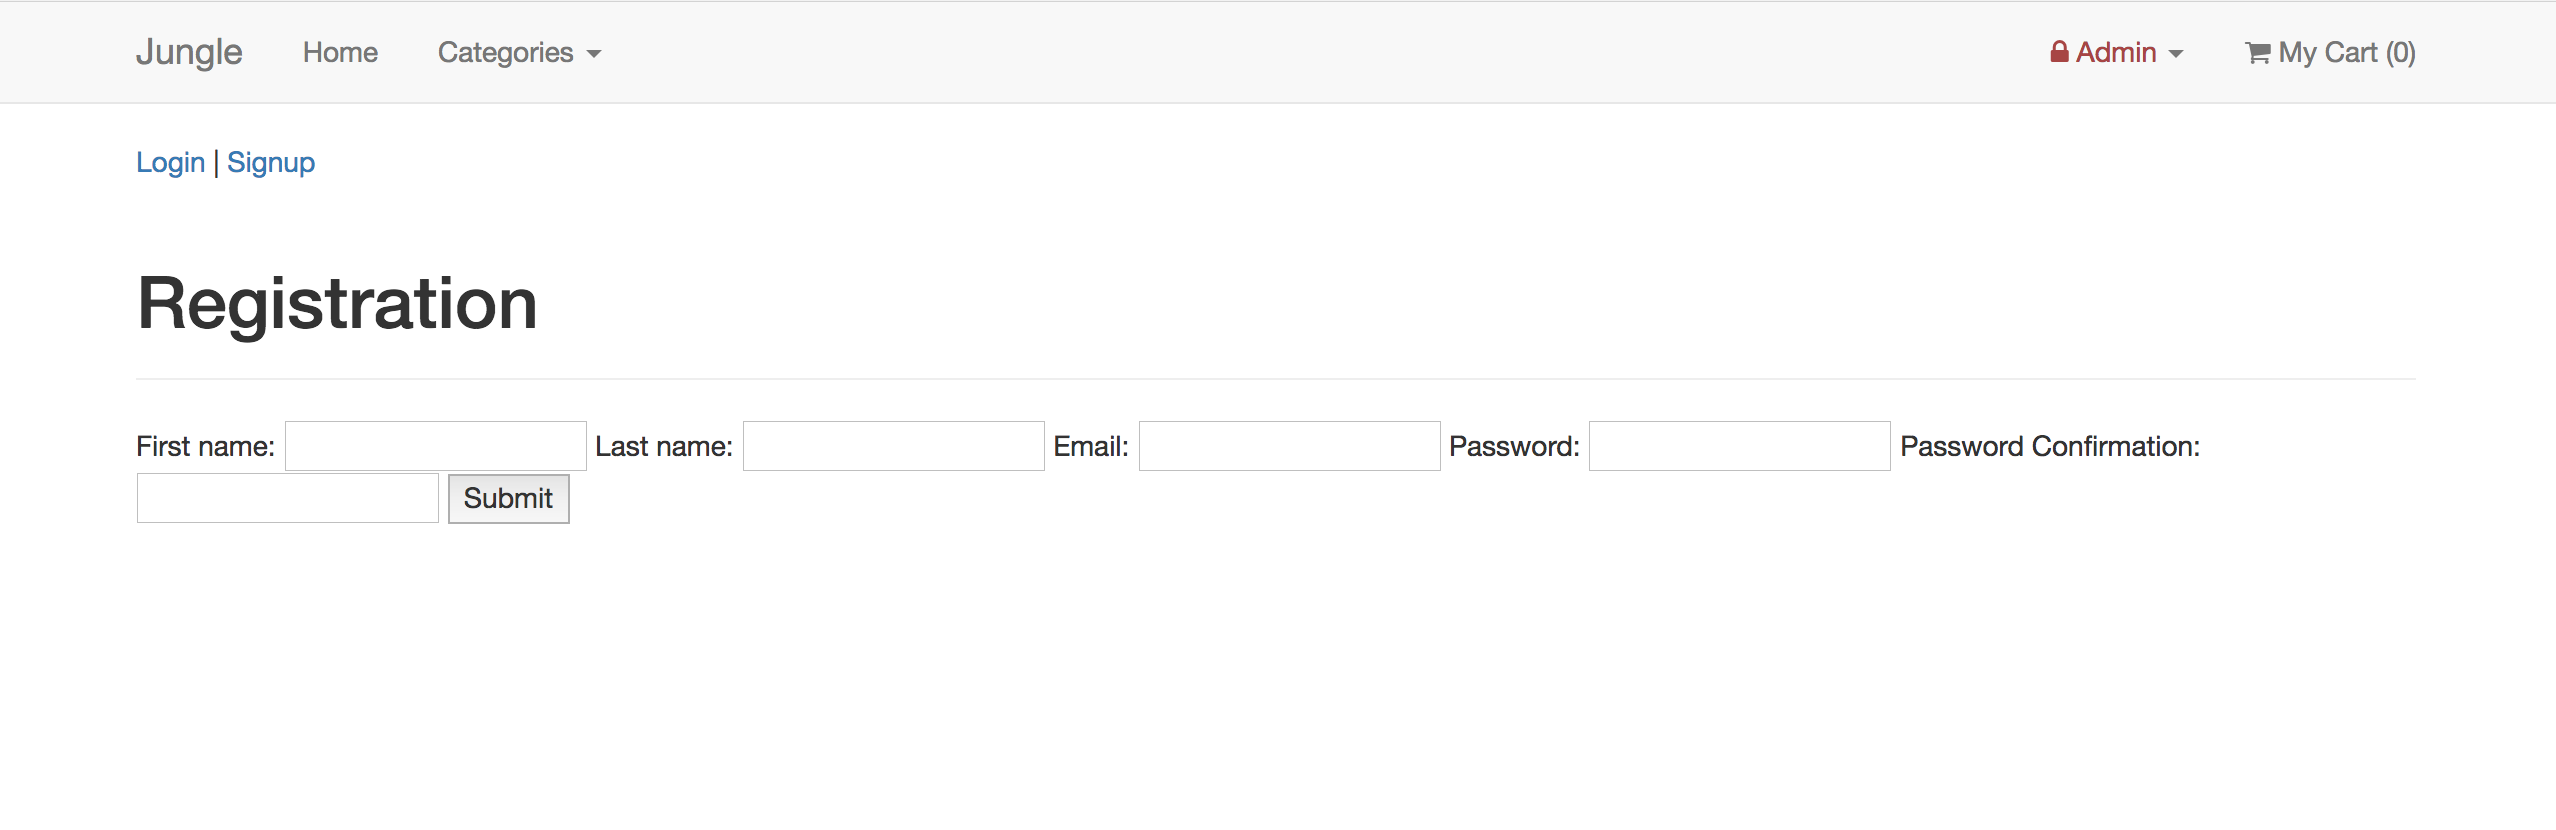 Jungle Home Categories Admin My Cart (0)
Login | Signup
Registration
First name: Last name: Email: Password: Password Confirmation:
Submit